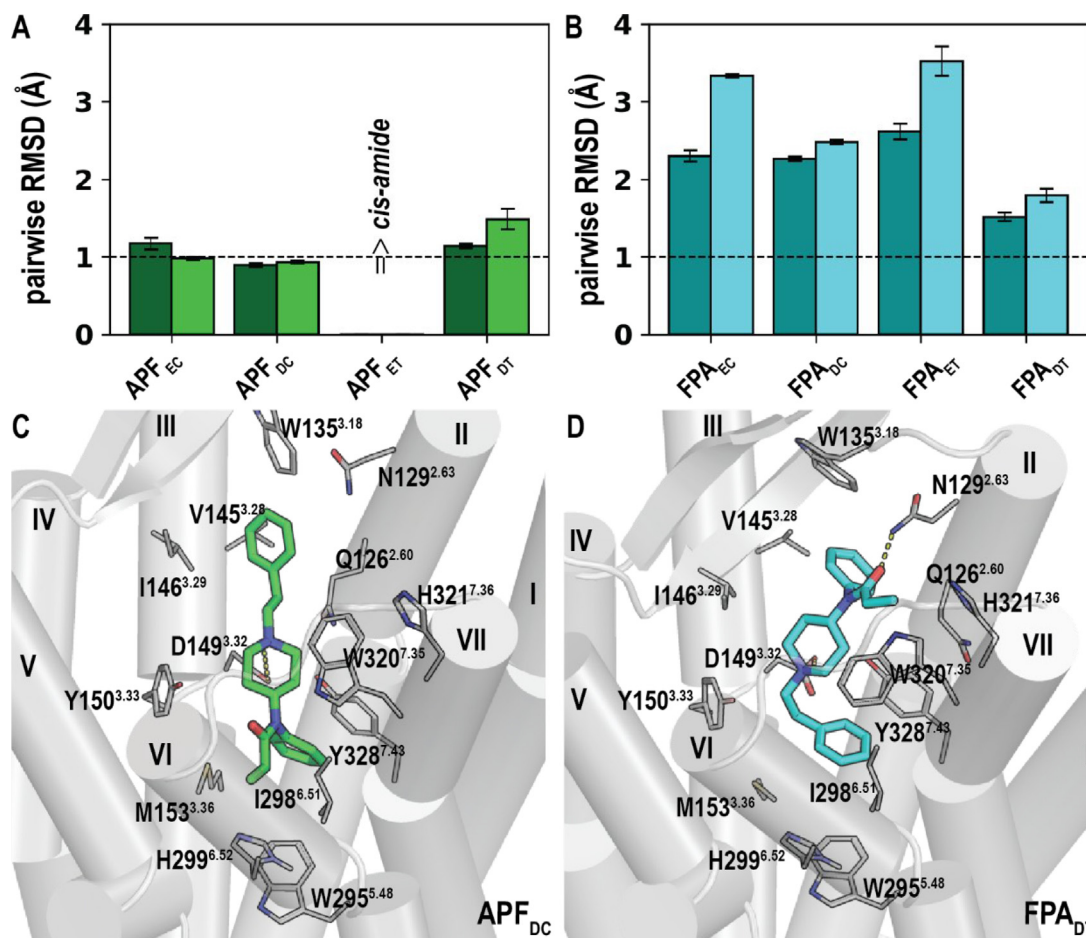 A
pairwise RMSD (Å)
4
3
2
1
0
=> cis-amide
APF EC
APF DC
APF ET
APF DT
B
pairwise RMSD (Å)
4
3
2
1
0
FPA EC
FPA DC
FPA ET
FPA DT
C
III
W135 3.18
II
N129 2.63
IV
V145 3.28
Q126 2.60
I146 3.29
H321 7.36
I
D149 3.32
VII
V
W320 7.35
Y150 3.33
VI
Y328 7.43
M153 3.36
I298 6.51
H299 6.52
W295 5.48
APF DC
D
III
W135 3.18
II
N129 2.63
V145 3.28
IV
Q126 2.60
I146 3.29
H321 7.36
D149 3.32
VII
V
W320 7.35
Y150 3.33
VI
Y328 7.43
I298 6.51
M153 3.36
H299 6.52
W295 5.48
FPA DT